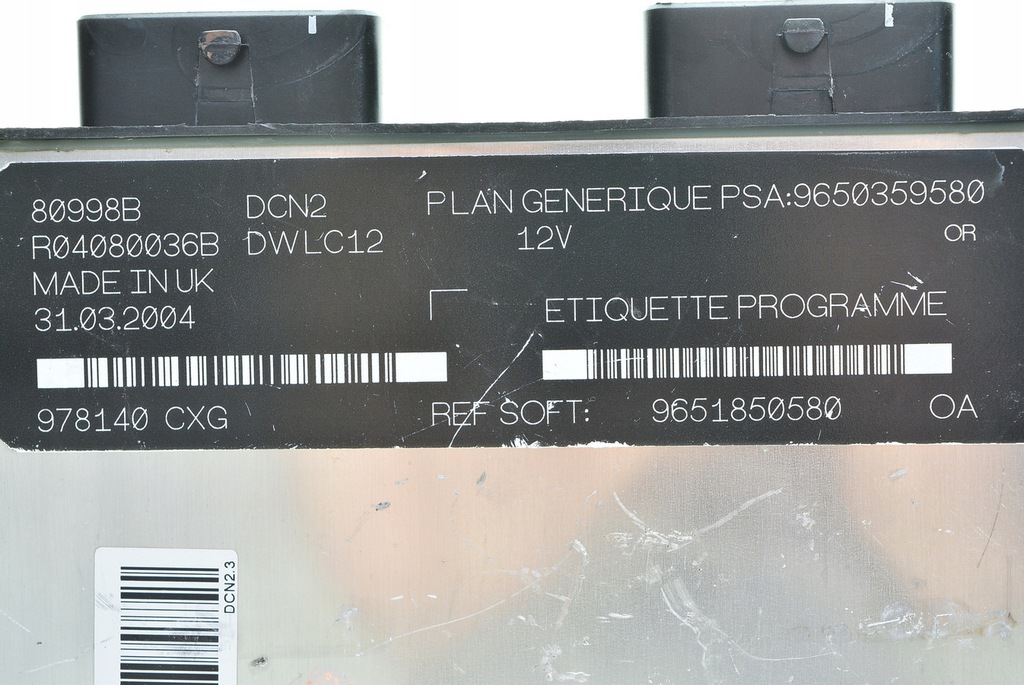 80998B DCN2 PLAN GENERIQUE PSA:9650359580
R04080036B DWLC12 12V OR
MADE IN UK
31.03.2004 ETIQUETTE PROGRAMME
978140 CXG REF SOFT: 9651850580 OA
DCN2.3